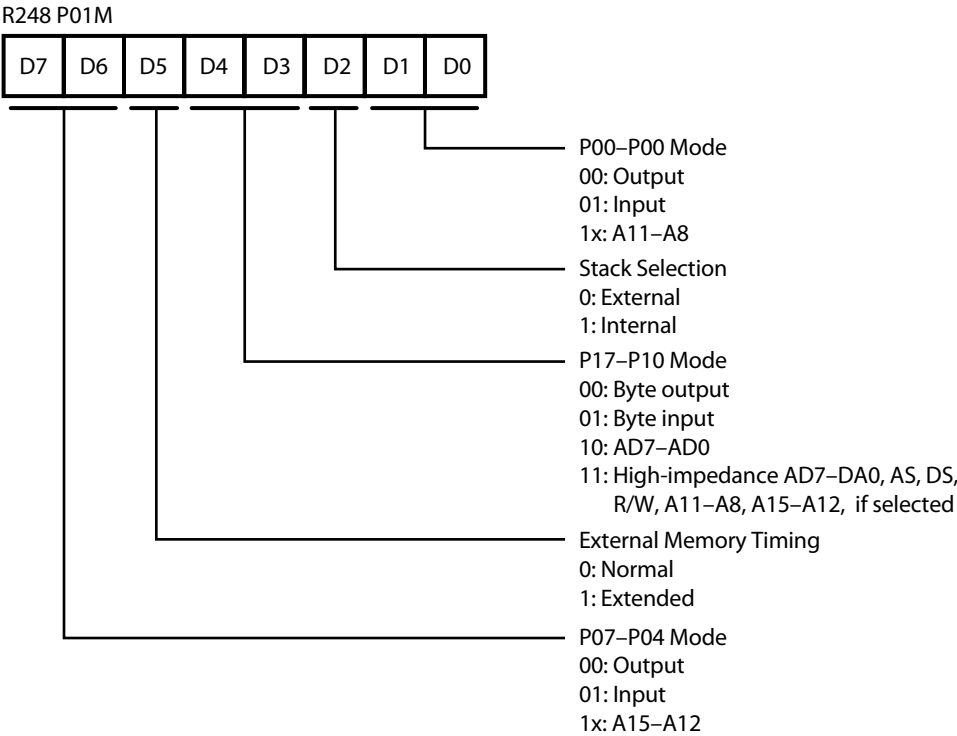 R248 P01M
D7 D6 D5 D4 D3 D2 D1 D0
P00–P00 Mode
00: Output
01: Input
1x: A11–A8
Stack Selection
0: External
1: Internal
P17–P10 Mode
00: Byte output
01: Byte input
10: AD7–AD0
11: High-impedance AD7–DA0, AS, DS,
R/W, A11–A8, A15–A12, if selected
External Memory Timing
0: Normal
1: Extended
P07–P04 Mode
00: Output
01: Input
1x: A15–A12